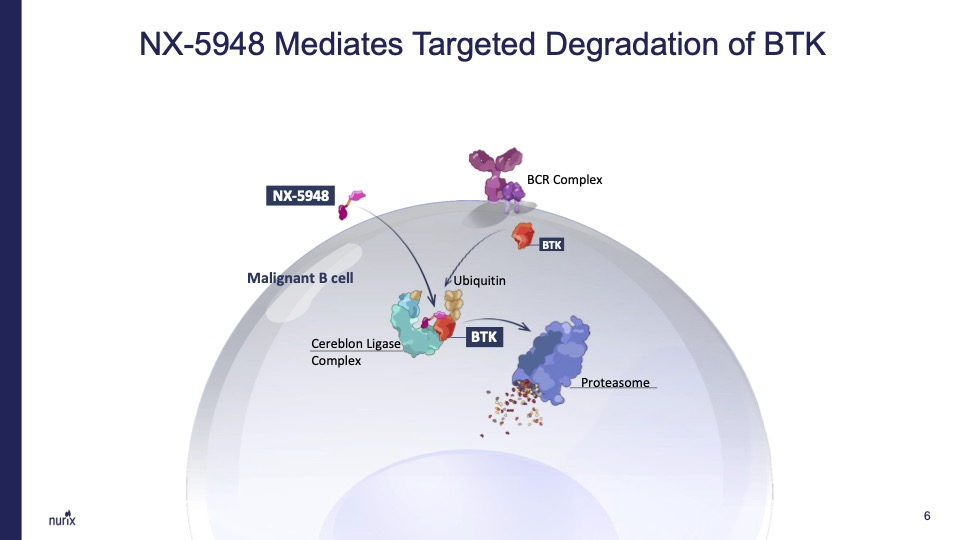 NX-5948 Mediates Targeted Degradation of BTK
BCR Complex
NX-5948
BTK
Malignant B cell
Ubiquitin
BTK
Cereblon Ligase
Complex
Proteasome
nurix
6